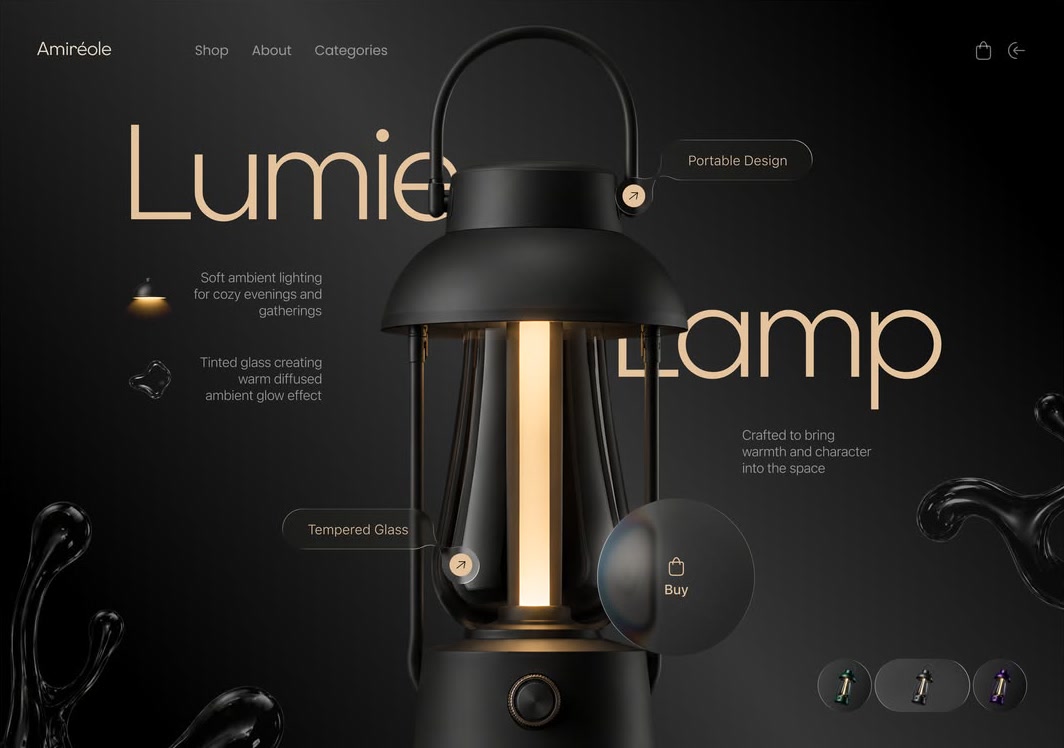 Amiréole
Shop
About
Categories
Lumie
Portable Design
Soft ambient lighting
for cozy evenings and
gatherings
Lamp
Tinted glass creating
warm diffused
ambient glow effect
Crafted to bring
warmth and character
into the space
Tempered Glass
Buy